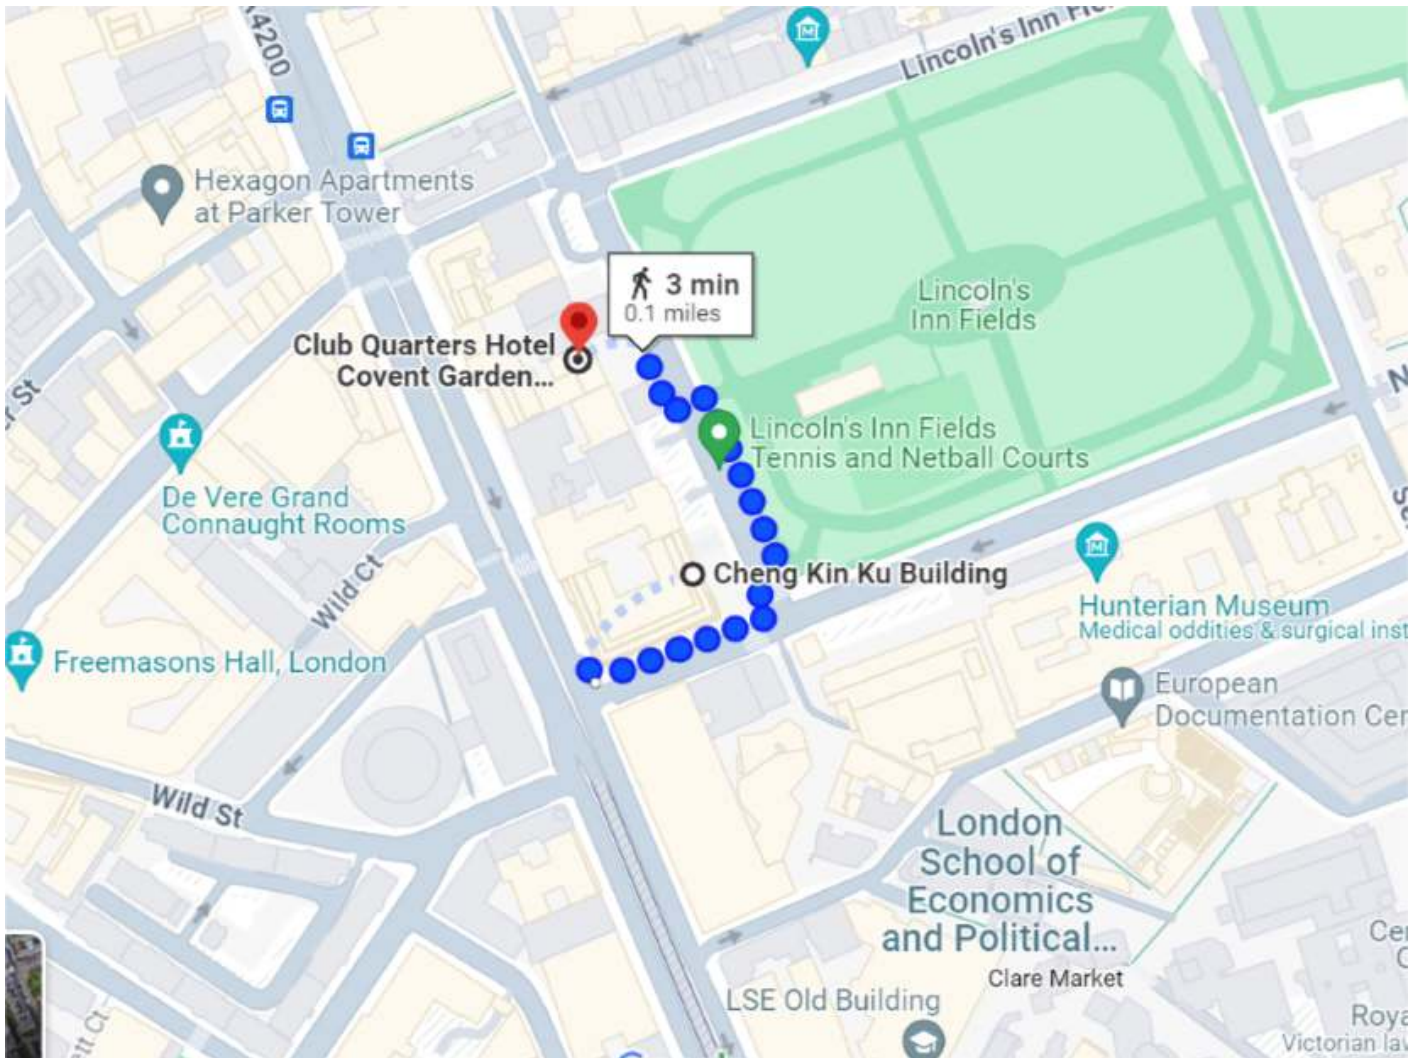 A4200
Lincoln's Inn
Hexagon Apartments
at Parker Tower
3 min
0.1 miles
Lincoln's
Inn Fields
Club Quarters Hotel
Covent Garden...
Lincoln's Inn Fields
Tennis and Netball Courts
De Vere Grand
Connaught Rooms
Wild Ct
Cheng Kin Ku Building
Hunterian Museum
Medical oddities & surgical inst
Freemasons Hall, London
European
Documentation Cer
Wild St
London
School of
Economics
and Political...
Clare Market
LSE Old Building
Roya
Victorian law